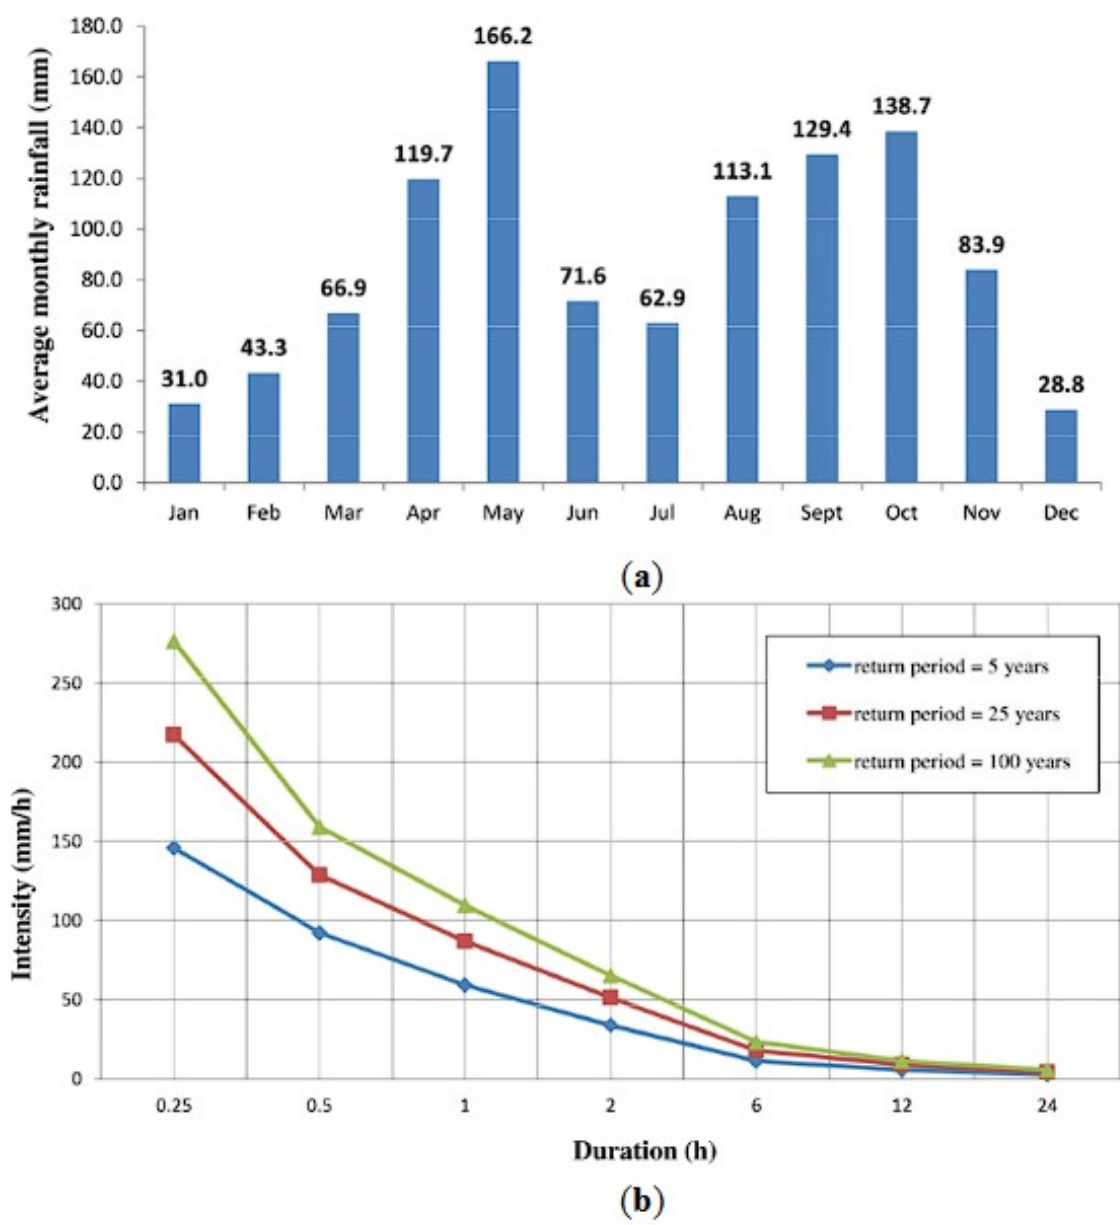 Average monthly rainfall (mm)
180.0
160.0
140.0
120.0
100.0
80.0
60.0
40.0
20.0
0.0
31.0
43.3
66.9
119.7
166.2
71.6
62.9
113.1
129.4
138.7
83.9
28.8
Jan Feb Mar Apr May Jun Jul Aug Sept Oct Nov Dec
(a)
Intensity (mm/h)
300
250
200
150
100
50
0
return period = 5 years
return period = 25 years
return period = 100 years
0.25 0.5 1 2 6 12 24
Duration (h)
(b)